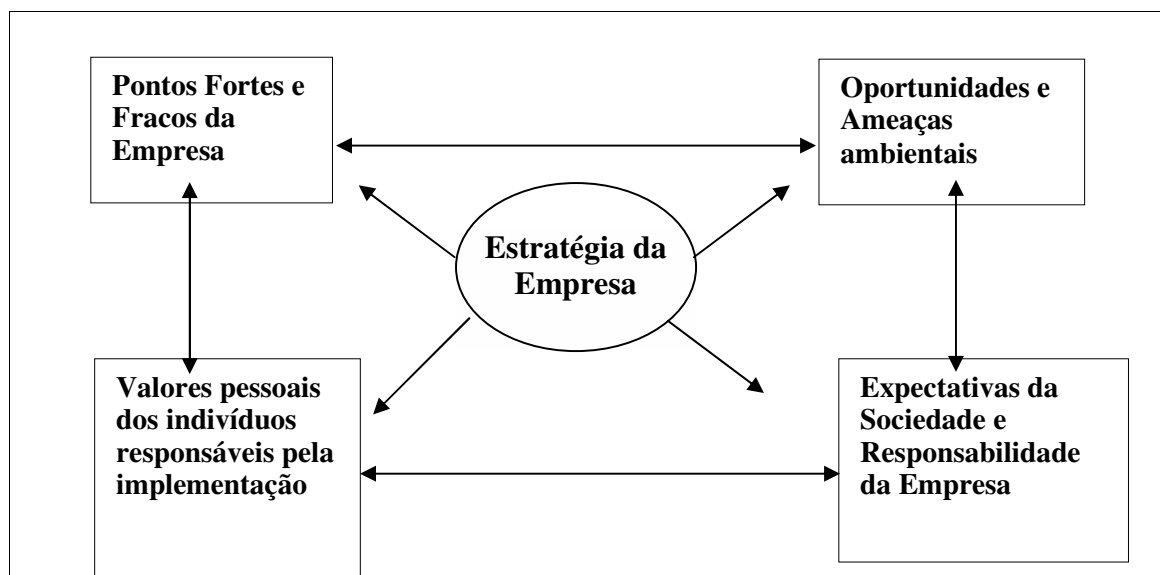 Pontos Fortes e
Fracos da
Empresa
Oportunidades e
Ameaças
ambientais
Estratégia da
Empresa
Valores pessoais
dos indivíduos
responsáveis pela
implementação
Expectativas da
Sociedade e
Responsabilidade
da Empresa